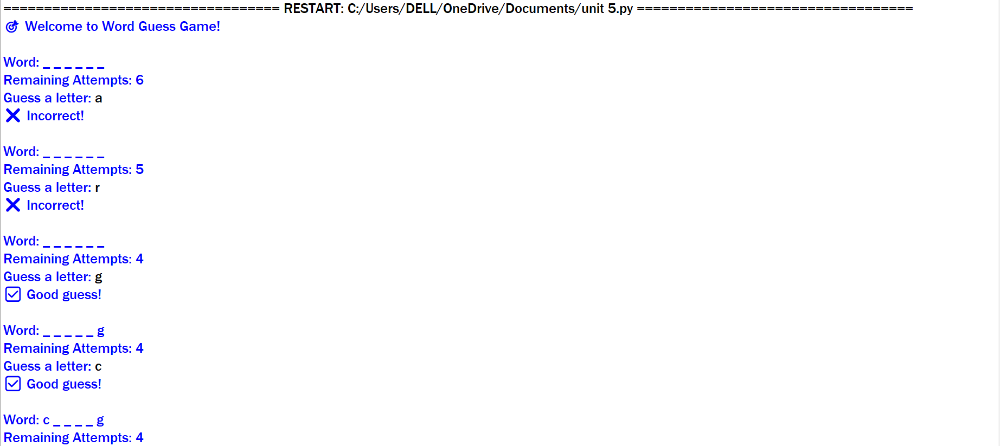 ================================== RESTART: C:/Users/DELL/OneDrive/Documents/unit 5.py ==================================
🎯 Welcome to Word Guess Game!
Word: _ _ _ _ _ _
Remaining Attempts: 6
Guess a letter: a
❌ Incorrect!
Word: _ _ _ _ _ _
Remaining Attempts: 5
Guess a letter: r
❌ Incorrect!
Word: _ _ _ _ _ _
Remaining Attempts: 4
Guess a letter: g
✅ Good guess!
Word: _ _ _ _ _ g
Remaining Attempts: 4
Guess a letter: c
✅ Good guess!
Word: c _ _ _ _ g
Remaining Attempts: 4